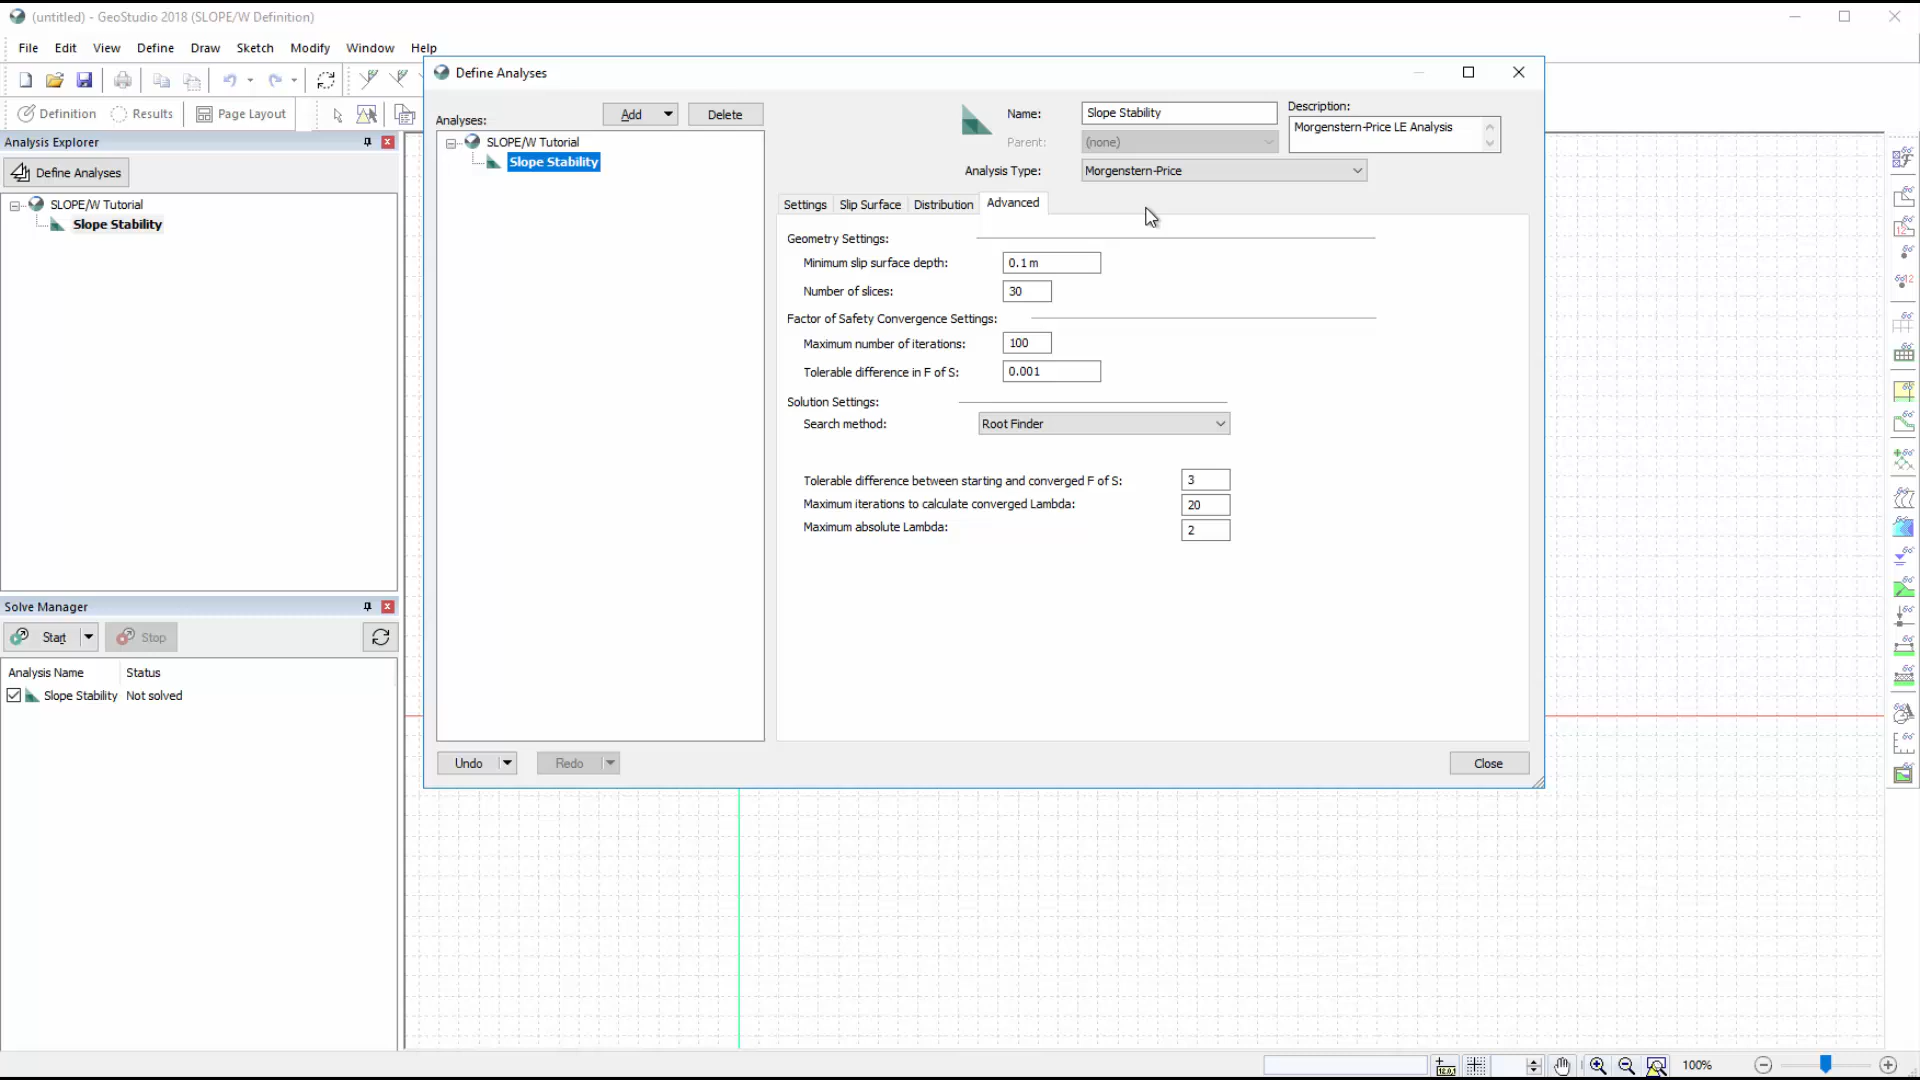 (untitled) - GeoStudio 2018 (SLOPE/W Definition)
File Edit View Define Draw Sketch Modify Window Help
Define Analyses
Definition Results Page Layout
Analysis Explorer
Define Analyses
SLOPE/W Tutorial
Slope Stability
Solve Manager
Start Stop
Analysis Name Status
Slope Stability Not solved
Analyses: Add Delete
SLOPE/W Tutorial
Slope Stability
Name: Slope Stability
Parent: (none)
Analysis Type: Morgenstern-Price
Description:
Morgenstern-Price LE Analysis
Settings Slip Surface Distribution Advanced
Geometry Settings:
Minimum slip surface depth: 0.1 m
Number of slices: 30
Factor of Safety Convergence Settings:
Maximum number of iterations: 100
Tolerable difference in F of S: 0.001
Solution Settings:
Search method: Root Finder
Tolerable difference between starting and converged F of S: 3
Maximum iterations to calculate converged Lambda: 20
Maximum absolute Lambda: 2
Undo Redo Close
100%